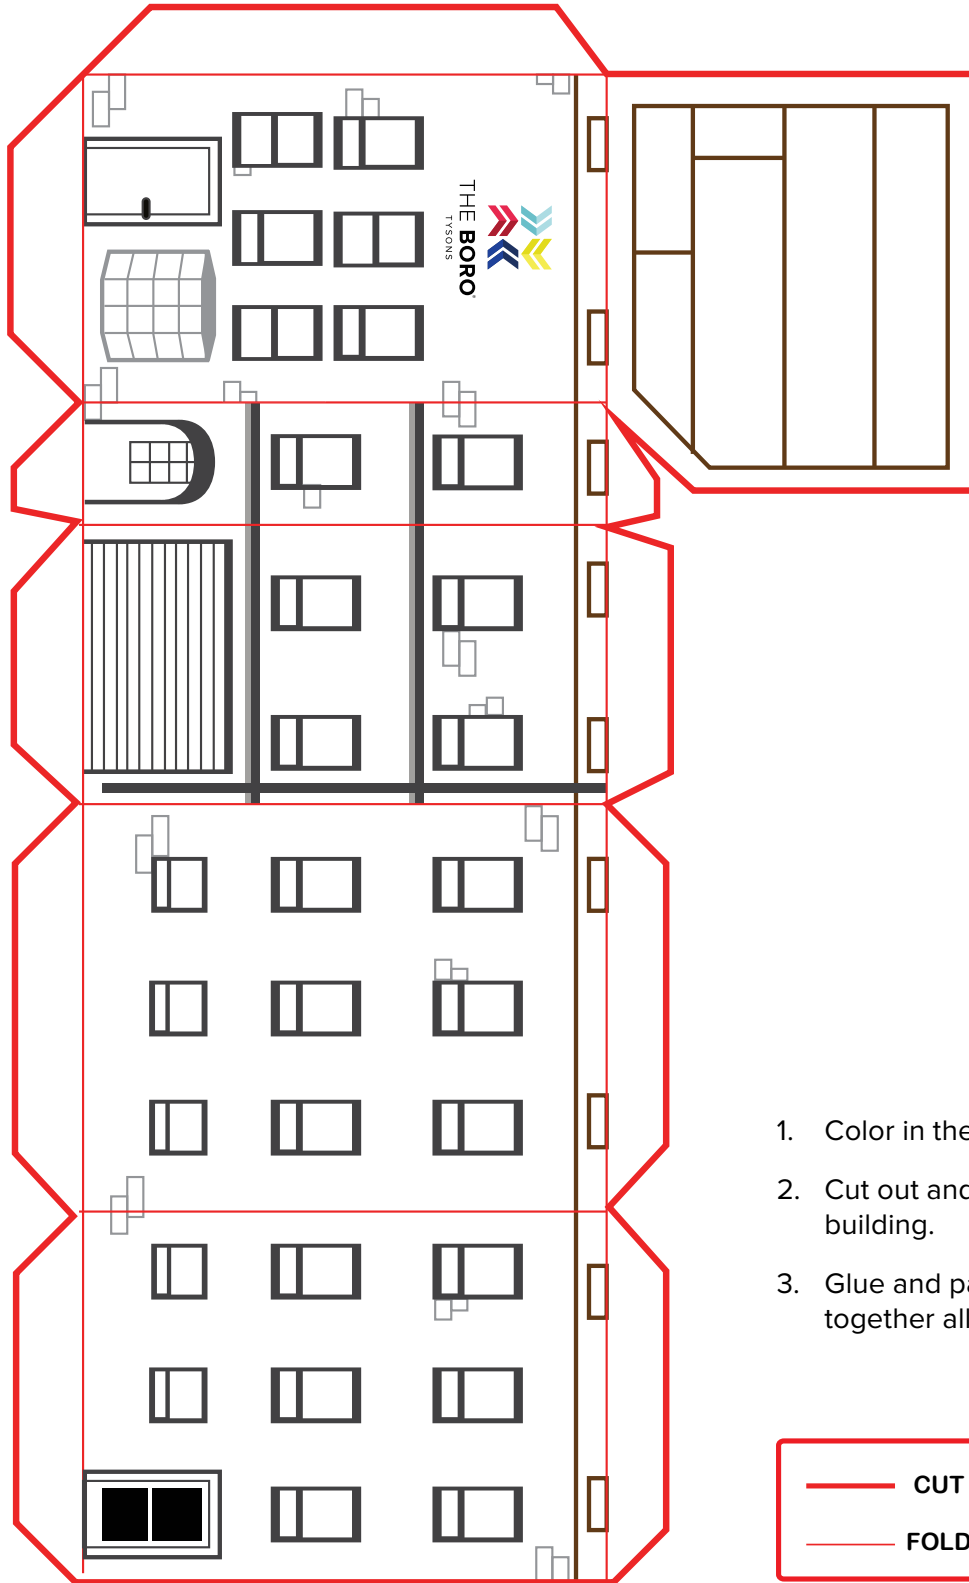 THE BORO®
TYSONS
1. Color in the
2. Cut out and
building.
3. Glue and pa
together all
CUT
FOLD